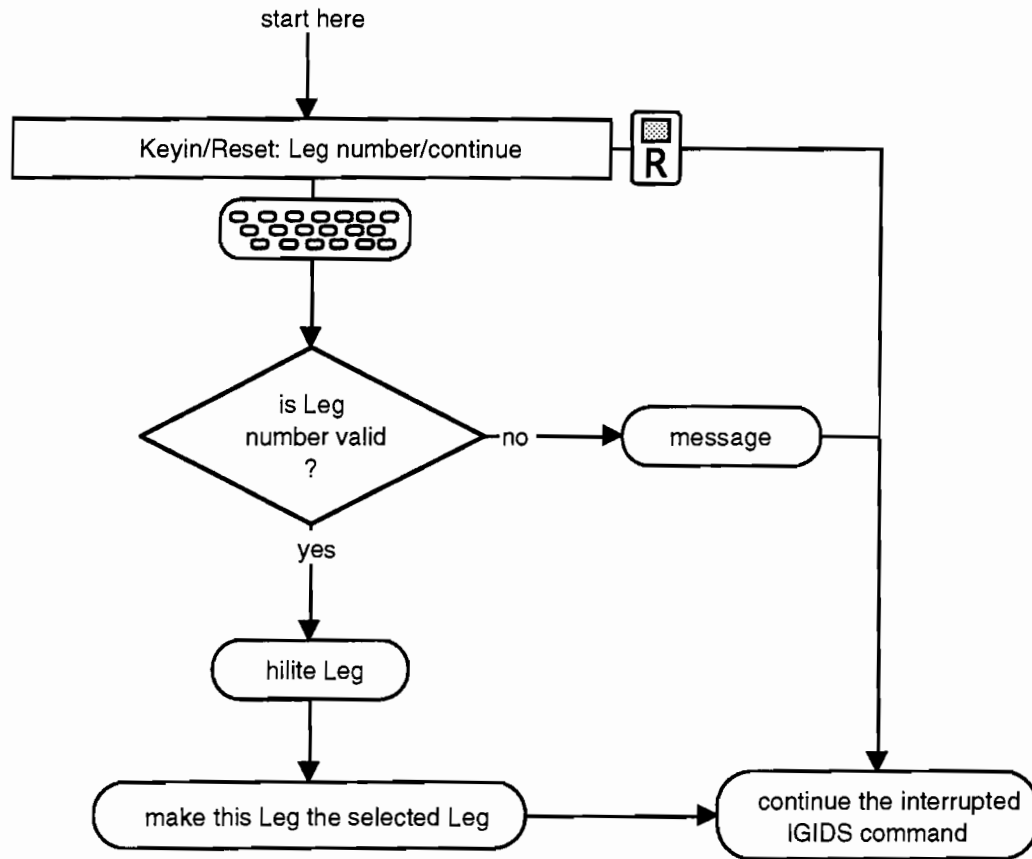 start here
Keyin/Reset: Leg number/continue
R
is Leg
number valid
?
no
message
yes
hilite Leg
make this Leg the selected Leg
continue the interrupted
IGIDS command